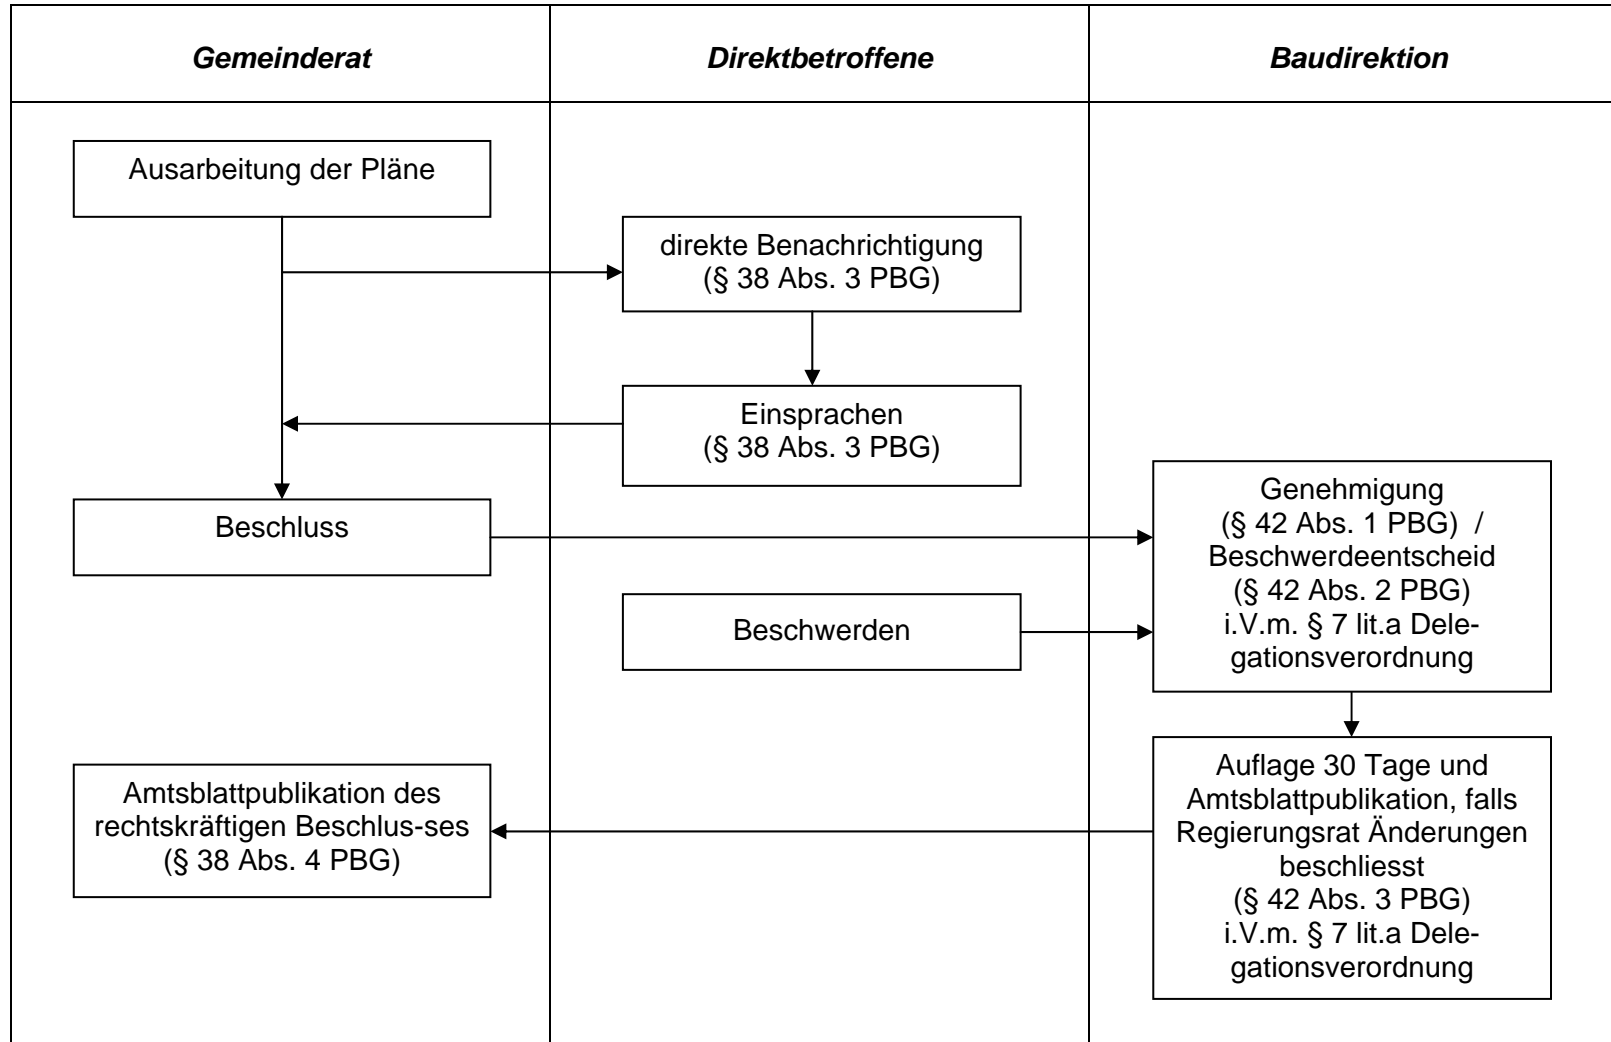 Gemeinderat
Direktbetroffene
Baudirektion
Ausarbeitung der Pläne
direkte Benachrichtigung
(§ 38 Abs. 3 PBG)
Einsprachen
(§ 38 Abs. 3 PBG)
Beschluss
Genehmigung
(§ 42 Abs. 1 PBG) /
Beschwerdeentscheid
(§ 42 Abs. 2 PBG)
i.V.m. § 7 lit.a Dele-
gationsverordnung
Beschwerden
Amtsblattpublikation des
rechtskräftigen Beschlus-ses
(§ 38 Abs. 4 PBG)
Auflage 30 Tage und
Amtsblattpublikation, falls
Regierungsrat Änderungen
beschliesst
(§ 42 Abs. 3 PBG)
i.V.m. § 7 lit.a Dele-
gationsverordnung